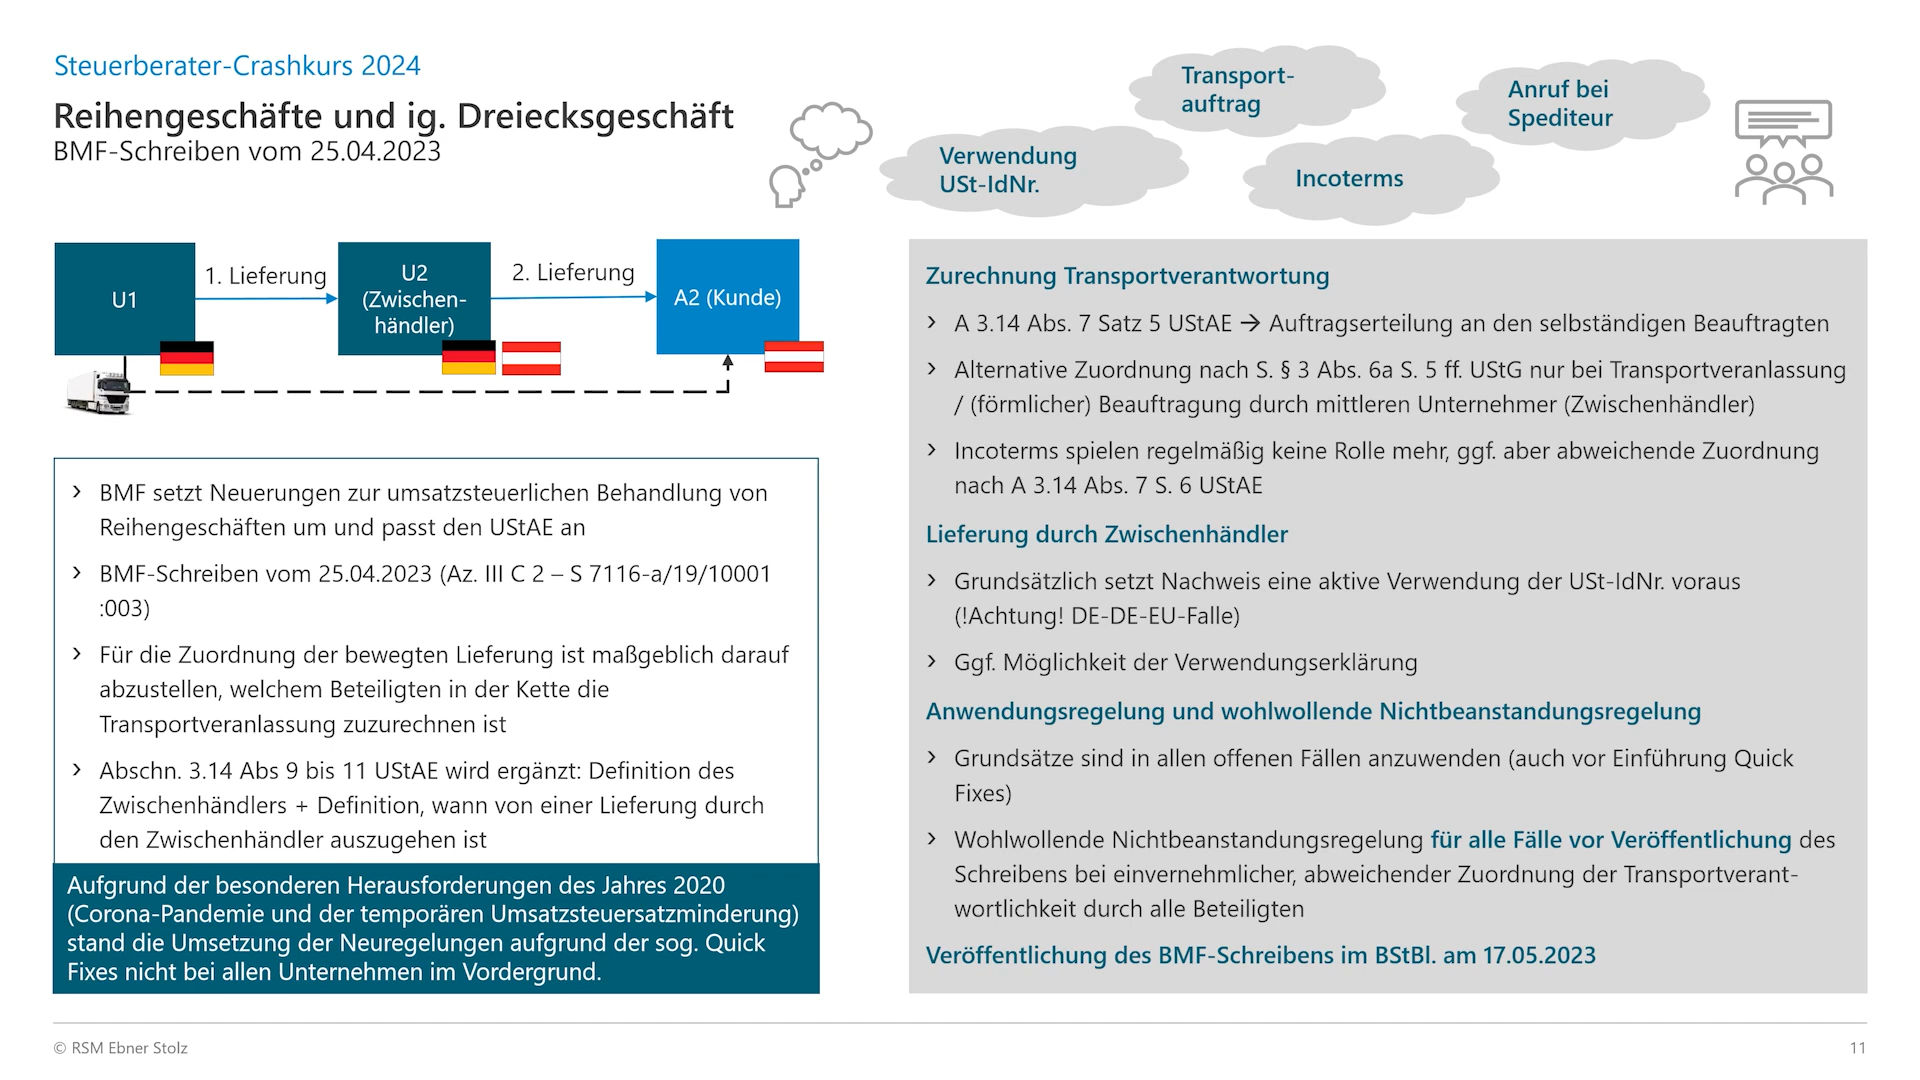 Steuerberater-Crashkurs 2024
Reihengeschäfte und ig. Dreiecksgeschäft
BMF-Schreiben vom 25.04.2023
Transport-
auftrag
Anruf bei
Spediteur
Verwendung
USt-IdNr.
Incoterms
U1
1. Lieferung
U2
(Zwischen-
händler)
2. Lieferung
A2 (Kunde)
› BMF setzt Neuerungen zur umsatzsteuerlichen Behandlung von
Reihengeschäften um und passt den UStAE an
› BMF-Schreiben vom 25.04.2023 (Az. III C 2 – S 7116-a/19/10001
:003)
› Für die Zuordnung der bewegten Lieferung ist maßgeblich darauf
abzustellen, welchem Beteiligten in der Kette die
Transportveranlassung zuzurechnen ist
› Abschn. 3.14 Abs 9 bis 11 UStAE wird ergänzt: Definition des
Zwischenhändlers + Definition, wann von einer Lieferung durch
den Zwischenhändler auszugehen ist
Aufgrund der besonderen Herausforderungen des Jahres 2020
(Corona-Pandemie und der temporären Umsatzsteuersatzminderung)
stand die Umsetzung der Neuregelungen aufgrund der sog. Quick
Fixes nicht bei allen Unternehmen im Vordergrund.
Zurechnung Transportverantwortung
› A 3.14 Abs. 7 Satz 5 UStAE → Auftragserteilung an den selbständigen Beauftragten
› Alternative Zuordnung nach S. § 3 Abs. 6a S. 5 ff. UStG nur bei Transportveranlassung
/ (förmlicher) Beauftragung durch mittleren Unternehmer (Zwischenhändler)
› Incoterms spielen regelmäßig keine Rolle mehr, ggf. aber abweichende Zuordnung
nach A 3.14 Abs. 7 S. 6 UStAE
Lieferung durch Zwischenhändler
› Grundsätzlich setzt Nachweis eine aktive Verwendung der USt-IdNr. voraus
(!Achtung! DE-DE-EU-Falle)
› Ggf. Möglichkeit der Verwendungserklärung
Anwendungsregelung und wohlwollende Nichtbeanstandungsregelung
› Grundsätze sind in allen offenen Fällen anzuwenden (auch vor Einführung Quick
Fixes)
› Wohlwollende Nichtbeanstandungsregelung für alle Fälle vor Veröffentlichung des
Schreibens bei einvernehmlicher, abweichender Zuordnung der Transportverant-
wortlichkeit durch alle Beteiligten
Veröffentlichung des BMF-Schreibens im BStBl. am 17.05.2023
© RSM Ebner Stolz
11